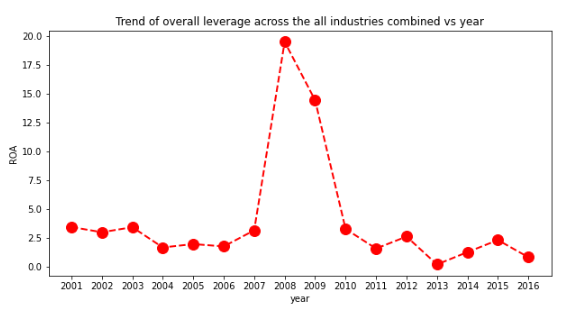 Trend of overall leverage across the all industries combined vs year
20.0
17.5
15.0
12.5
10.0
7.5
5.0
2.5
0.0
ROA
2001 2002 2003 2004 2005 2006 2007 2008 2009 2010 2011 2012 2013 2014 2015 2016
year